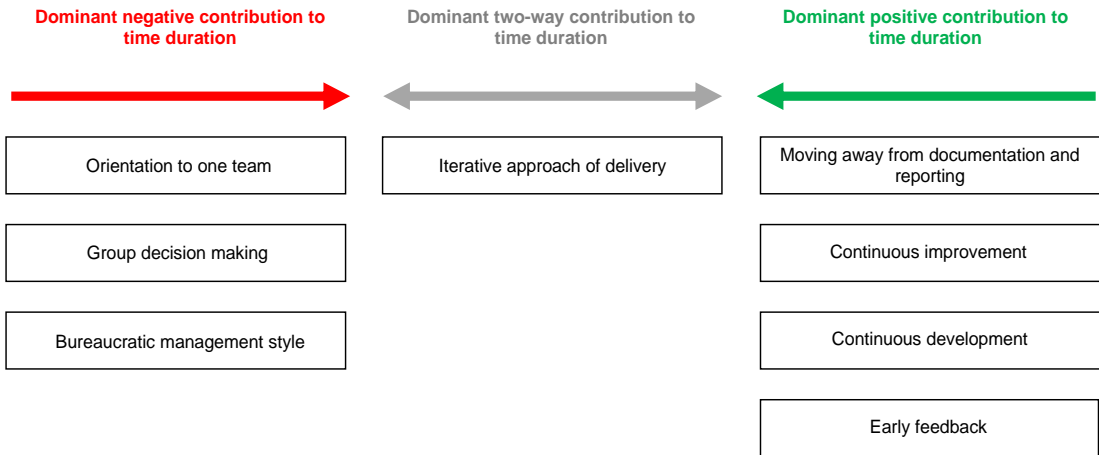 Dominant negative contribution to
time duration
Orientation to one team
Group decision making
Bureaucratic management style
Dominant two-way contribution to
time duration
Iterative approach of delivery
Dominant positive contribution to
time duration
Moving away from documentation and
reporting
Continuous improvement
Continuous development
Early feedback